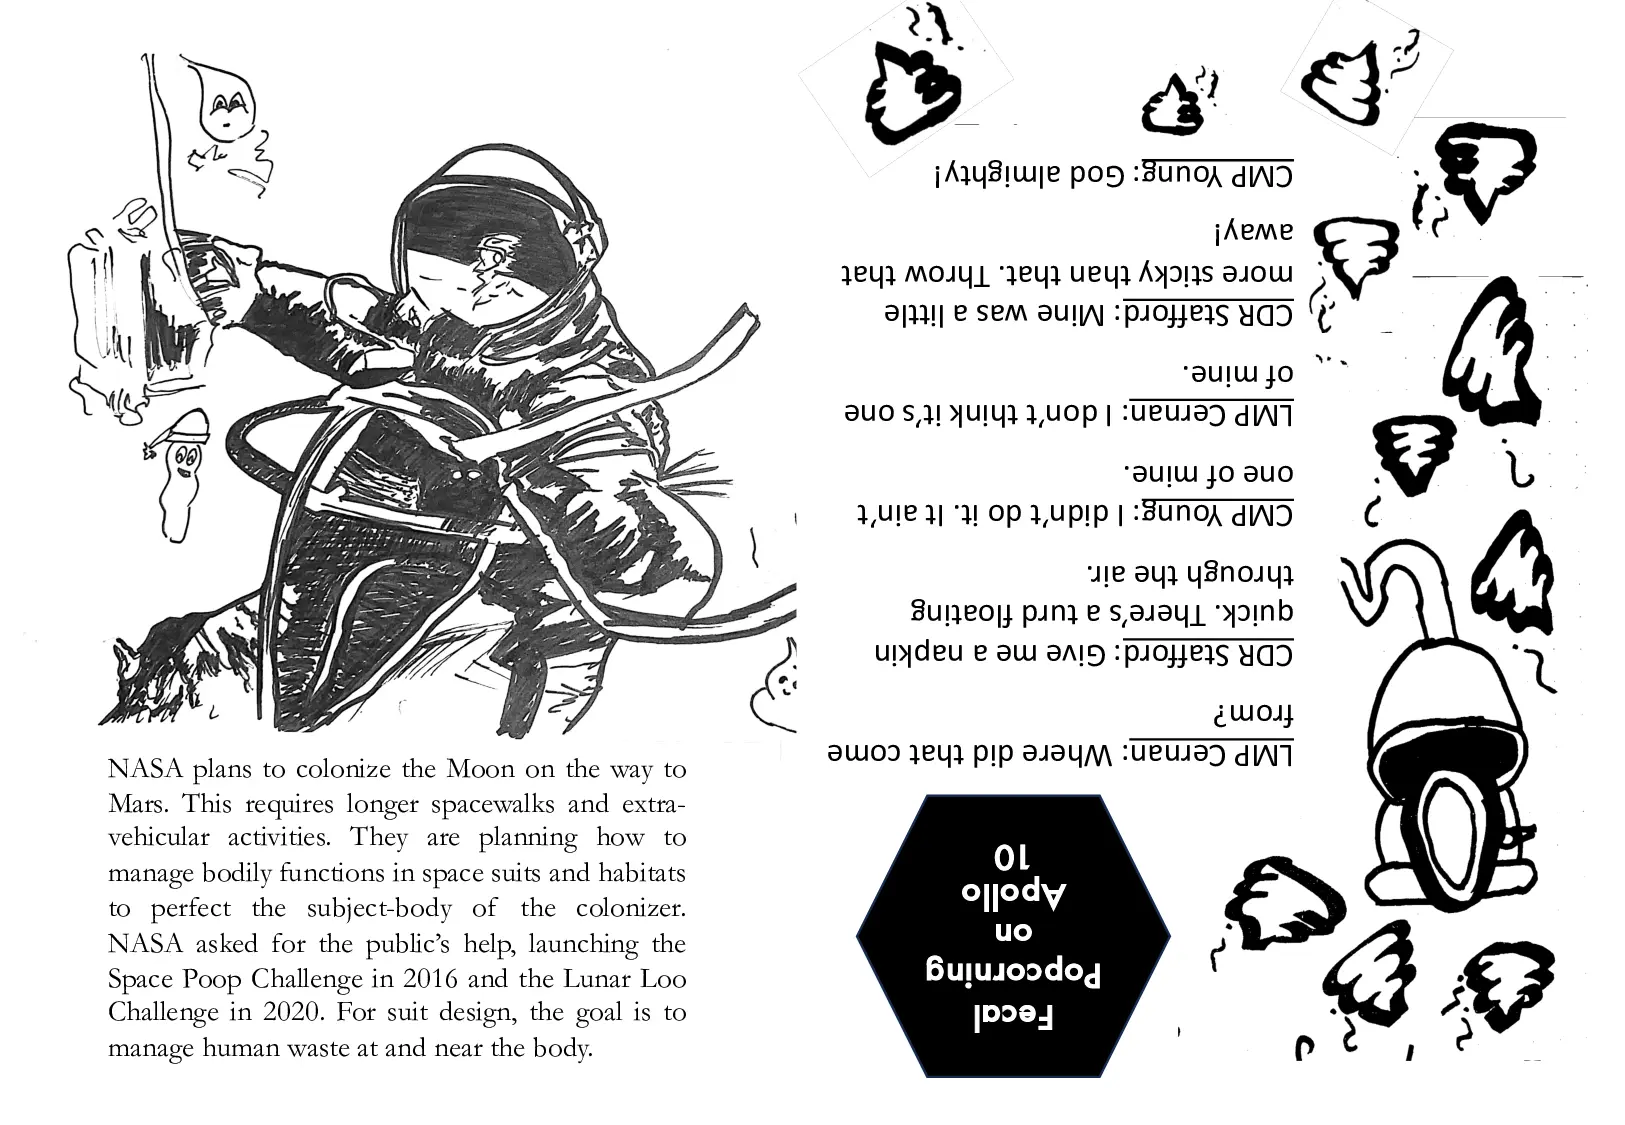 NASA plans to colonize the Moon on the way to
Mars. This requires longer spacewalks and extra-
vehicular activities. They are planning how to
manage bodily functions in space suits and habitats
to perfect the subject-body of the colonizer.
NASA asked for the public's help, launching the
Space Poop Challenge in 2016 and the Lunar Loo
Challenge in 2020. For suit design, the goal is to
manage human waste at and near the body.
Fecal
Popcorning
on
Apollo
10
LMP Cernan: Where did that come
from?
CDR Stafford: Give me a napkin
quick. There's a turd floating
through the air.
CMP Young: I didn't do it. It ain't
one of mine.
LMP Cernan: I don't think it's one
of mine.
CDR Stafford: Mine was a little
more sticky than that. Throw that
away!
CMP Young: God almighty!